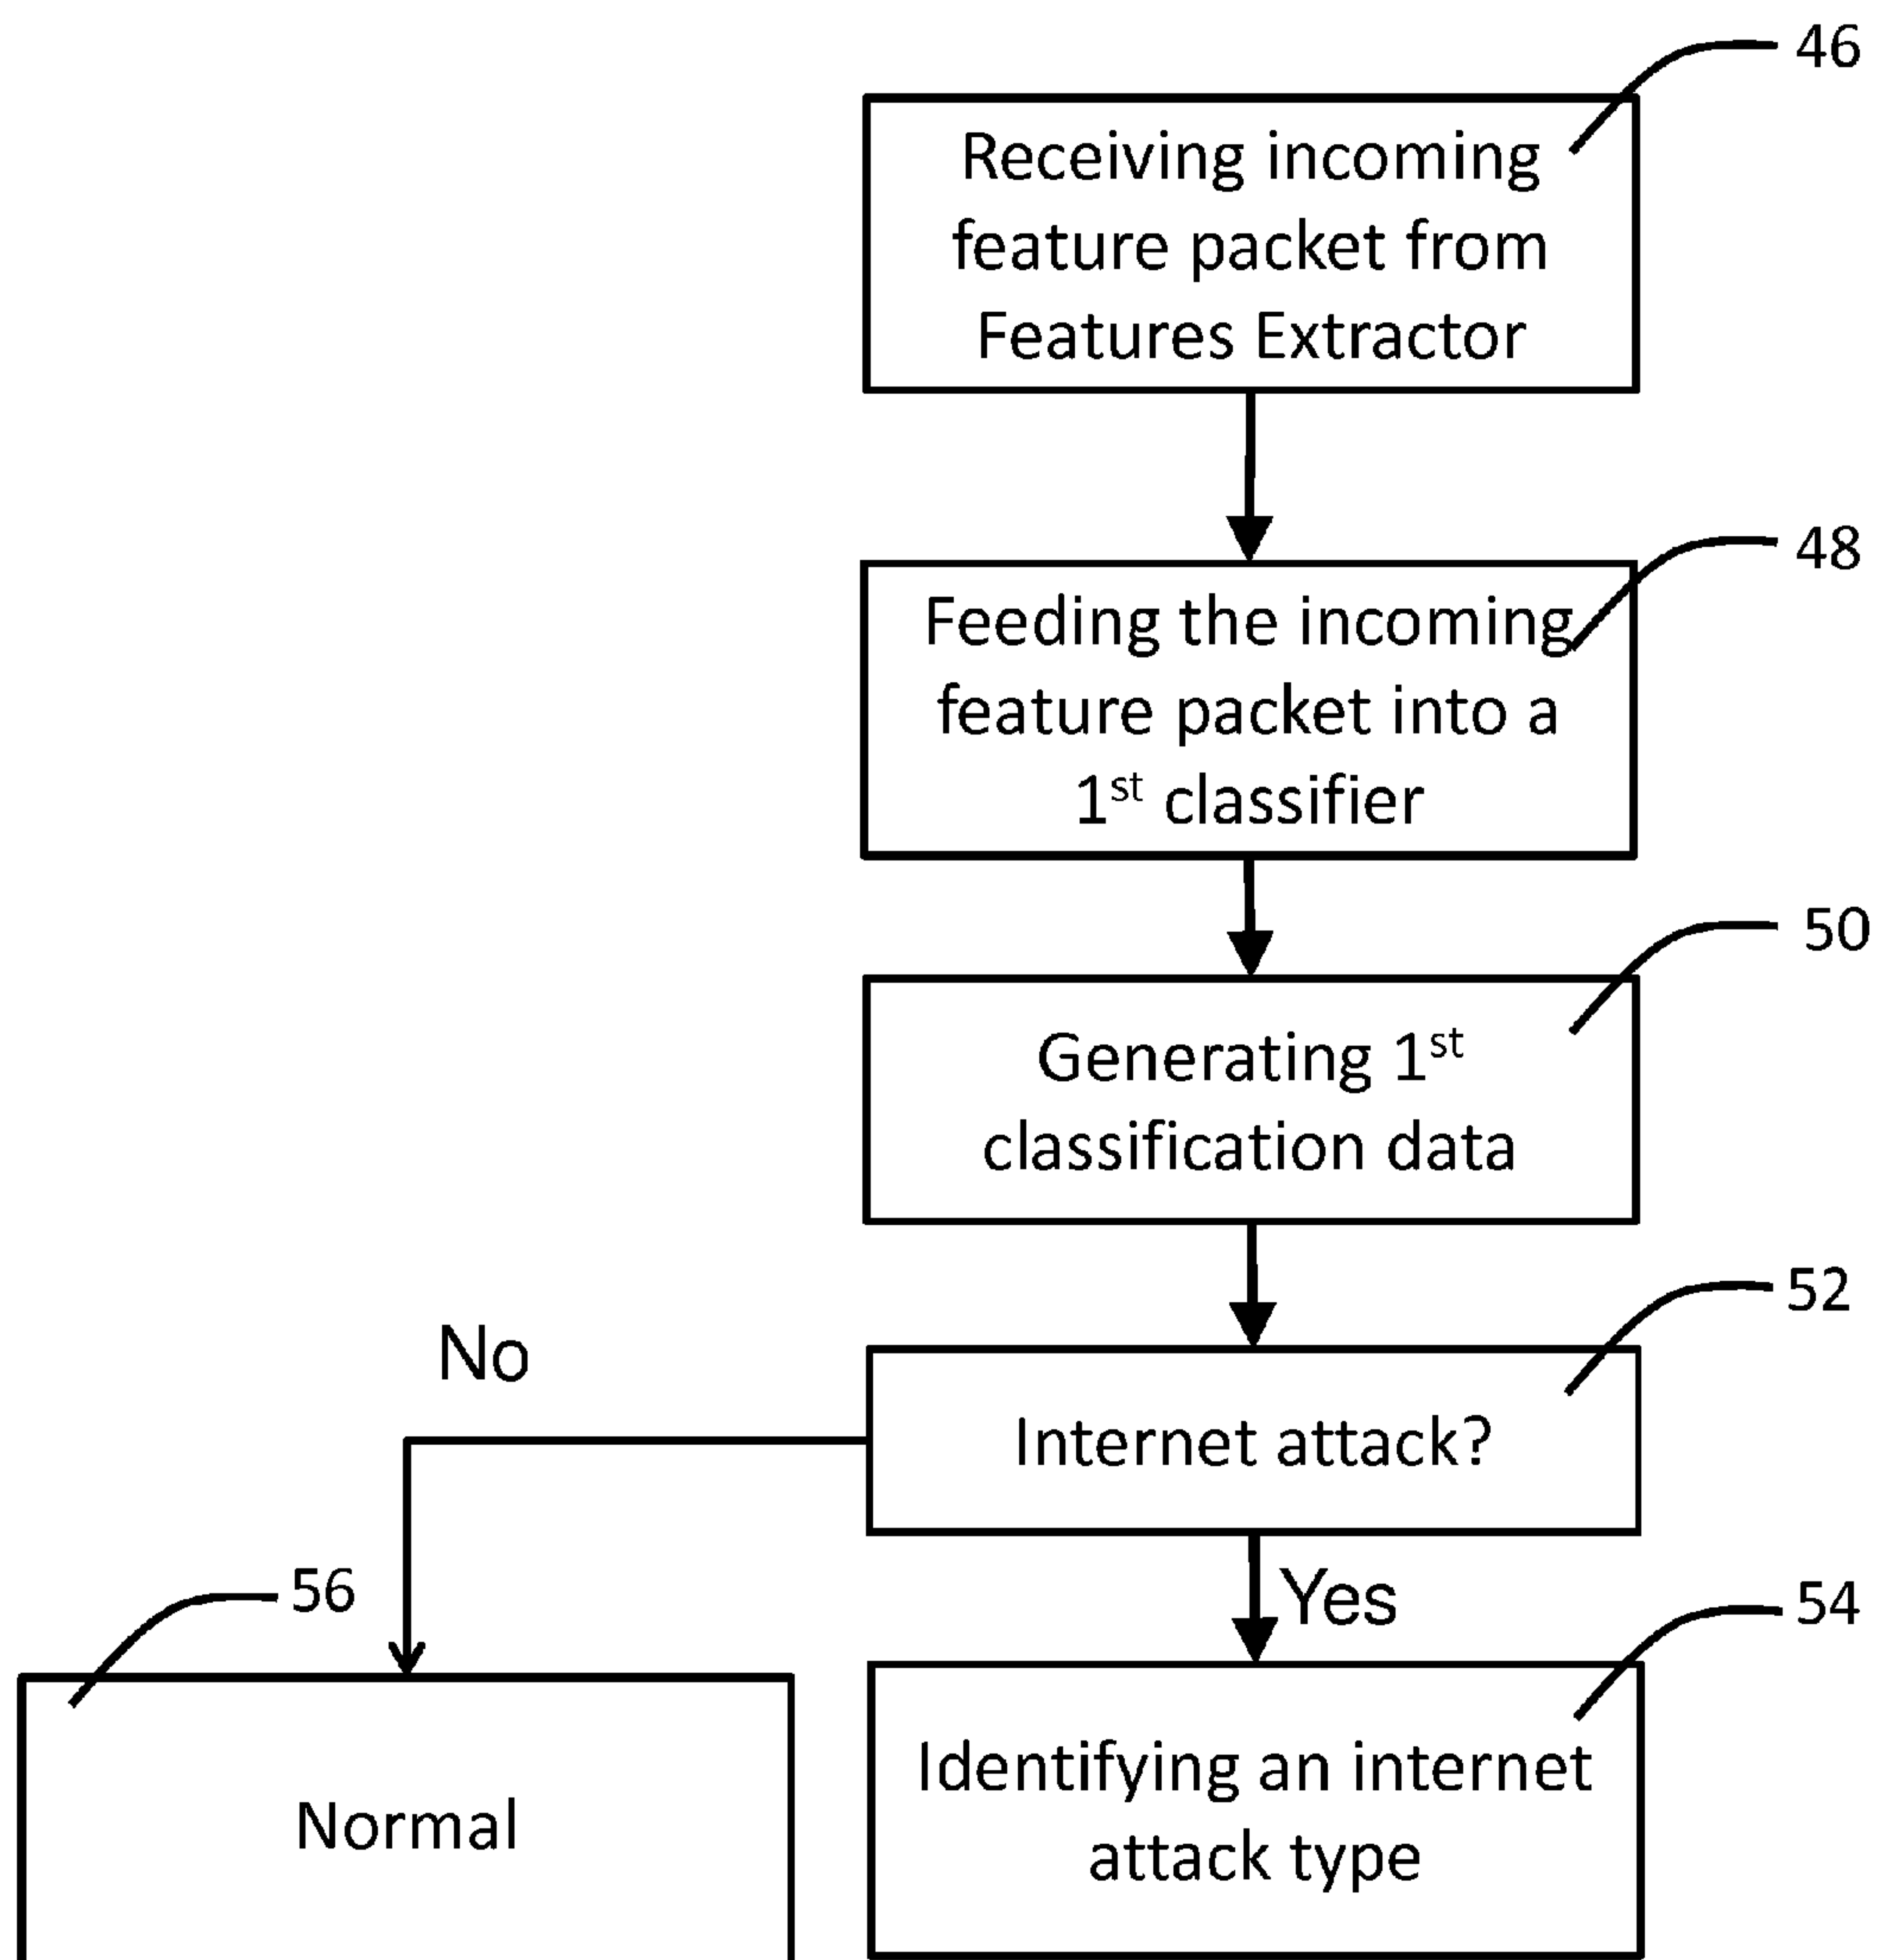 46
Receiving incoming
feature packet from
Features Extractor
48
Feeding the incoming
feature packet into a
1st classifier
50
Generating 1st
classification data
52
No
Internet attack?
56
Yes
54
Normal
Identifying an internet
attack type